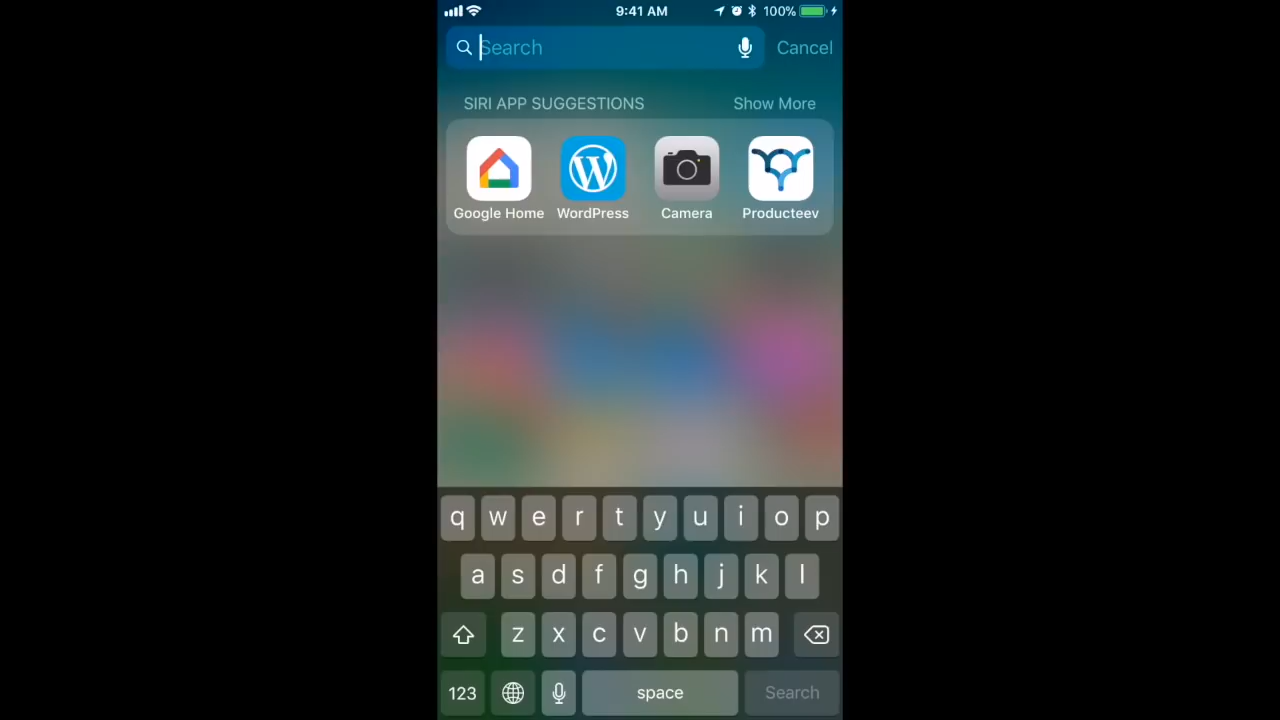 9:41 AM 100%
Search Cancel
SIRI APP SUGGESTIONS Show More
Google Home WordPress Camera Producteev
q w e r t y u i o p
a s d f g h j k l
z x c v b n m
123 space Search